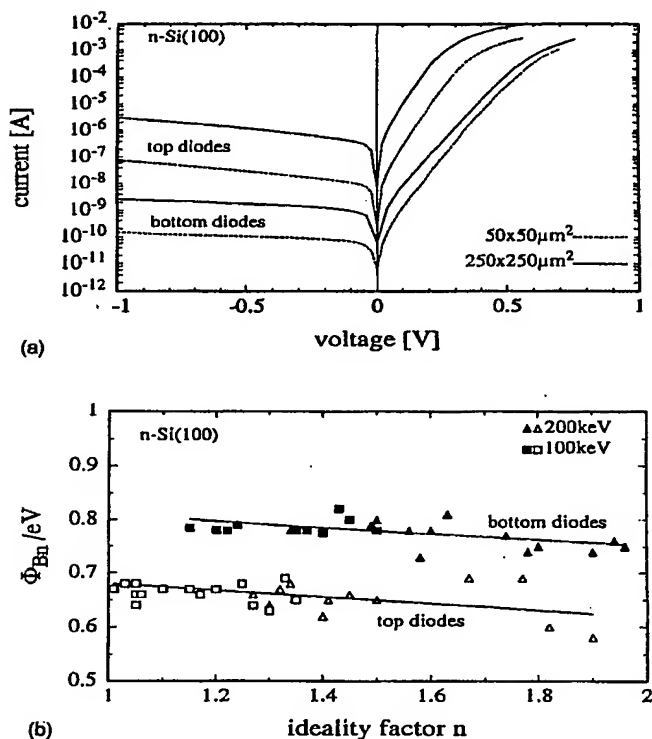 n-Si(100)
10-2
10-3
10-4
10-5
10-6
10-7
10-8
10-9
10-10
10-11
10-12
current [A]
top diodes
bottom diodes
50x50µm2
250x250µm2
-1
-0.5
0
0.5
1
voltage [V]
(a)
n-Si(100)
200keV
100keV
1
0.9
0.8
0.7
0.6
0.5
ΦBn/eV
bottom diodes
top diodes
1
1.2
1.4
1.6
1.8
2
ideality factor n
(b)